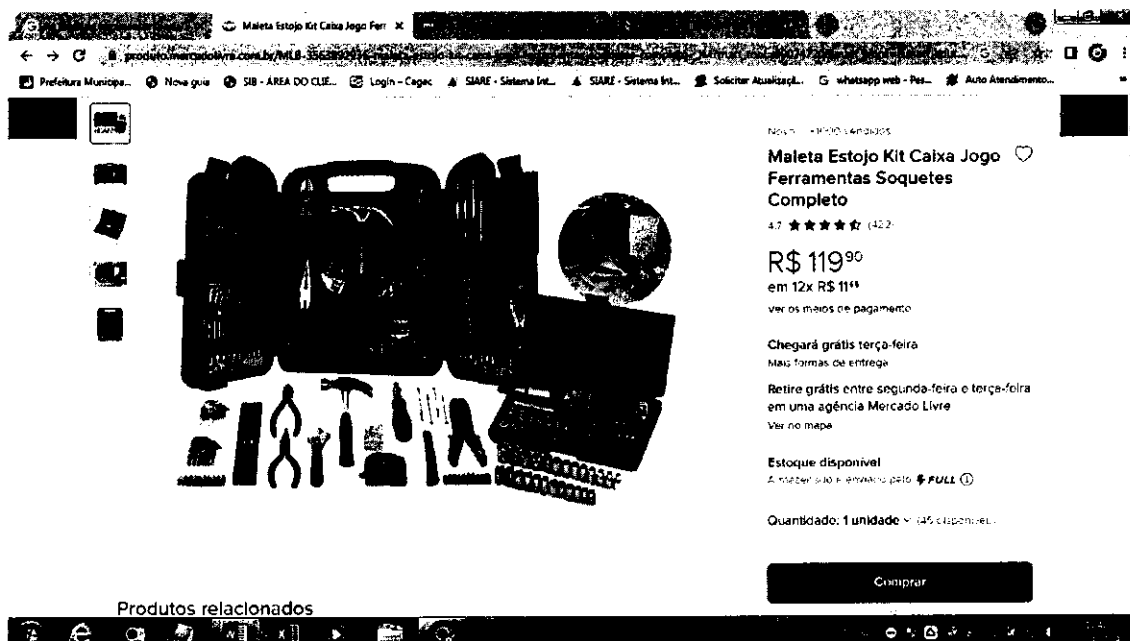 Maleta Estojo Kit Caixa Jogo Ferr
Prefeitura Municipa... Nova guia SIB - ÁREA DO CLIE... Login – Cagec SIARE - Sistema Int... SIARE - Sistema Int... Solicitar Atualizaçã... whatsapp web - Pes... Auto Atendimento...
vendidos
Maleta Estojo Kit Caixa Jogo
Ferramentas Soquetes
Completo
4.7 (422)
R$ 119⁹⁰
em 12x R$ 11
Ver os meios de pagamento
Chegará grátis terça-feira
Mais formas de entrega
Retire grátis entre segunda-feira e terça-feira
em uma agência Mercado Livre
Ver no mapa
Estoque disponível
FULL
Quantidade: 1 unidade
Comprar
Produtos relacionados